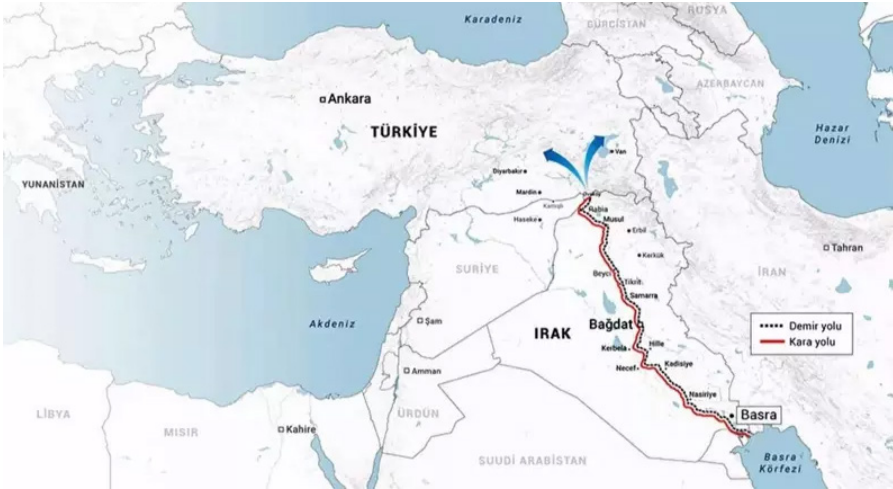 RUSYA
Karadeniz
GÜRCİSTAN
AZERBAYCAN
Ankara
TÜRKİYE
Hazar
Denizi
Van
Diyarbakır
YUNANİSTAN
Mardin
Kamışlı
Rabia
Haseke
Musul
Erbil
Tahran
Kerkük
SURİYE
İRAN
Beyci
Tikrit
Samarra
Akdeniz
Şam
Bağdat
IRAK
Demir yolu
Kara yolu
Kerbela
Hille
Necef
Kadisiye
Amman
Nasıriye
LİBYA
ÜRDÜN
Basra
MISIR
Kahire
SUUDİ ARABİSTAN
Basra
Körfezi